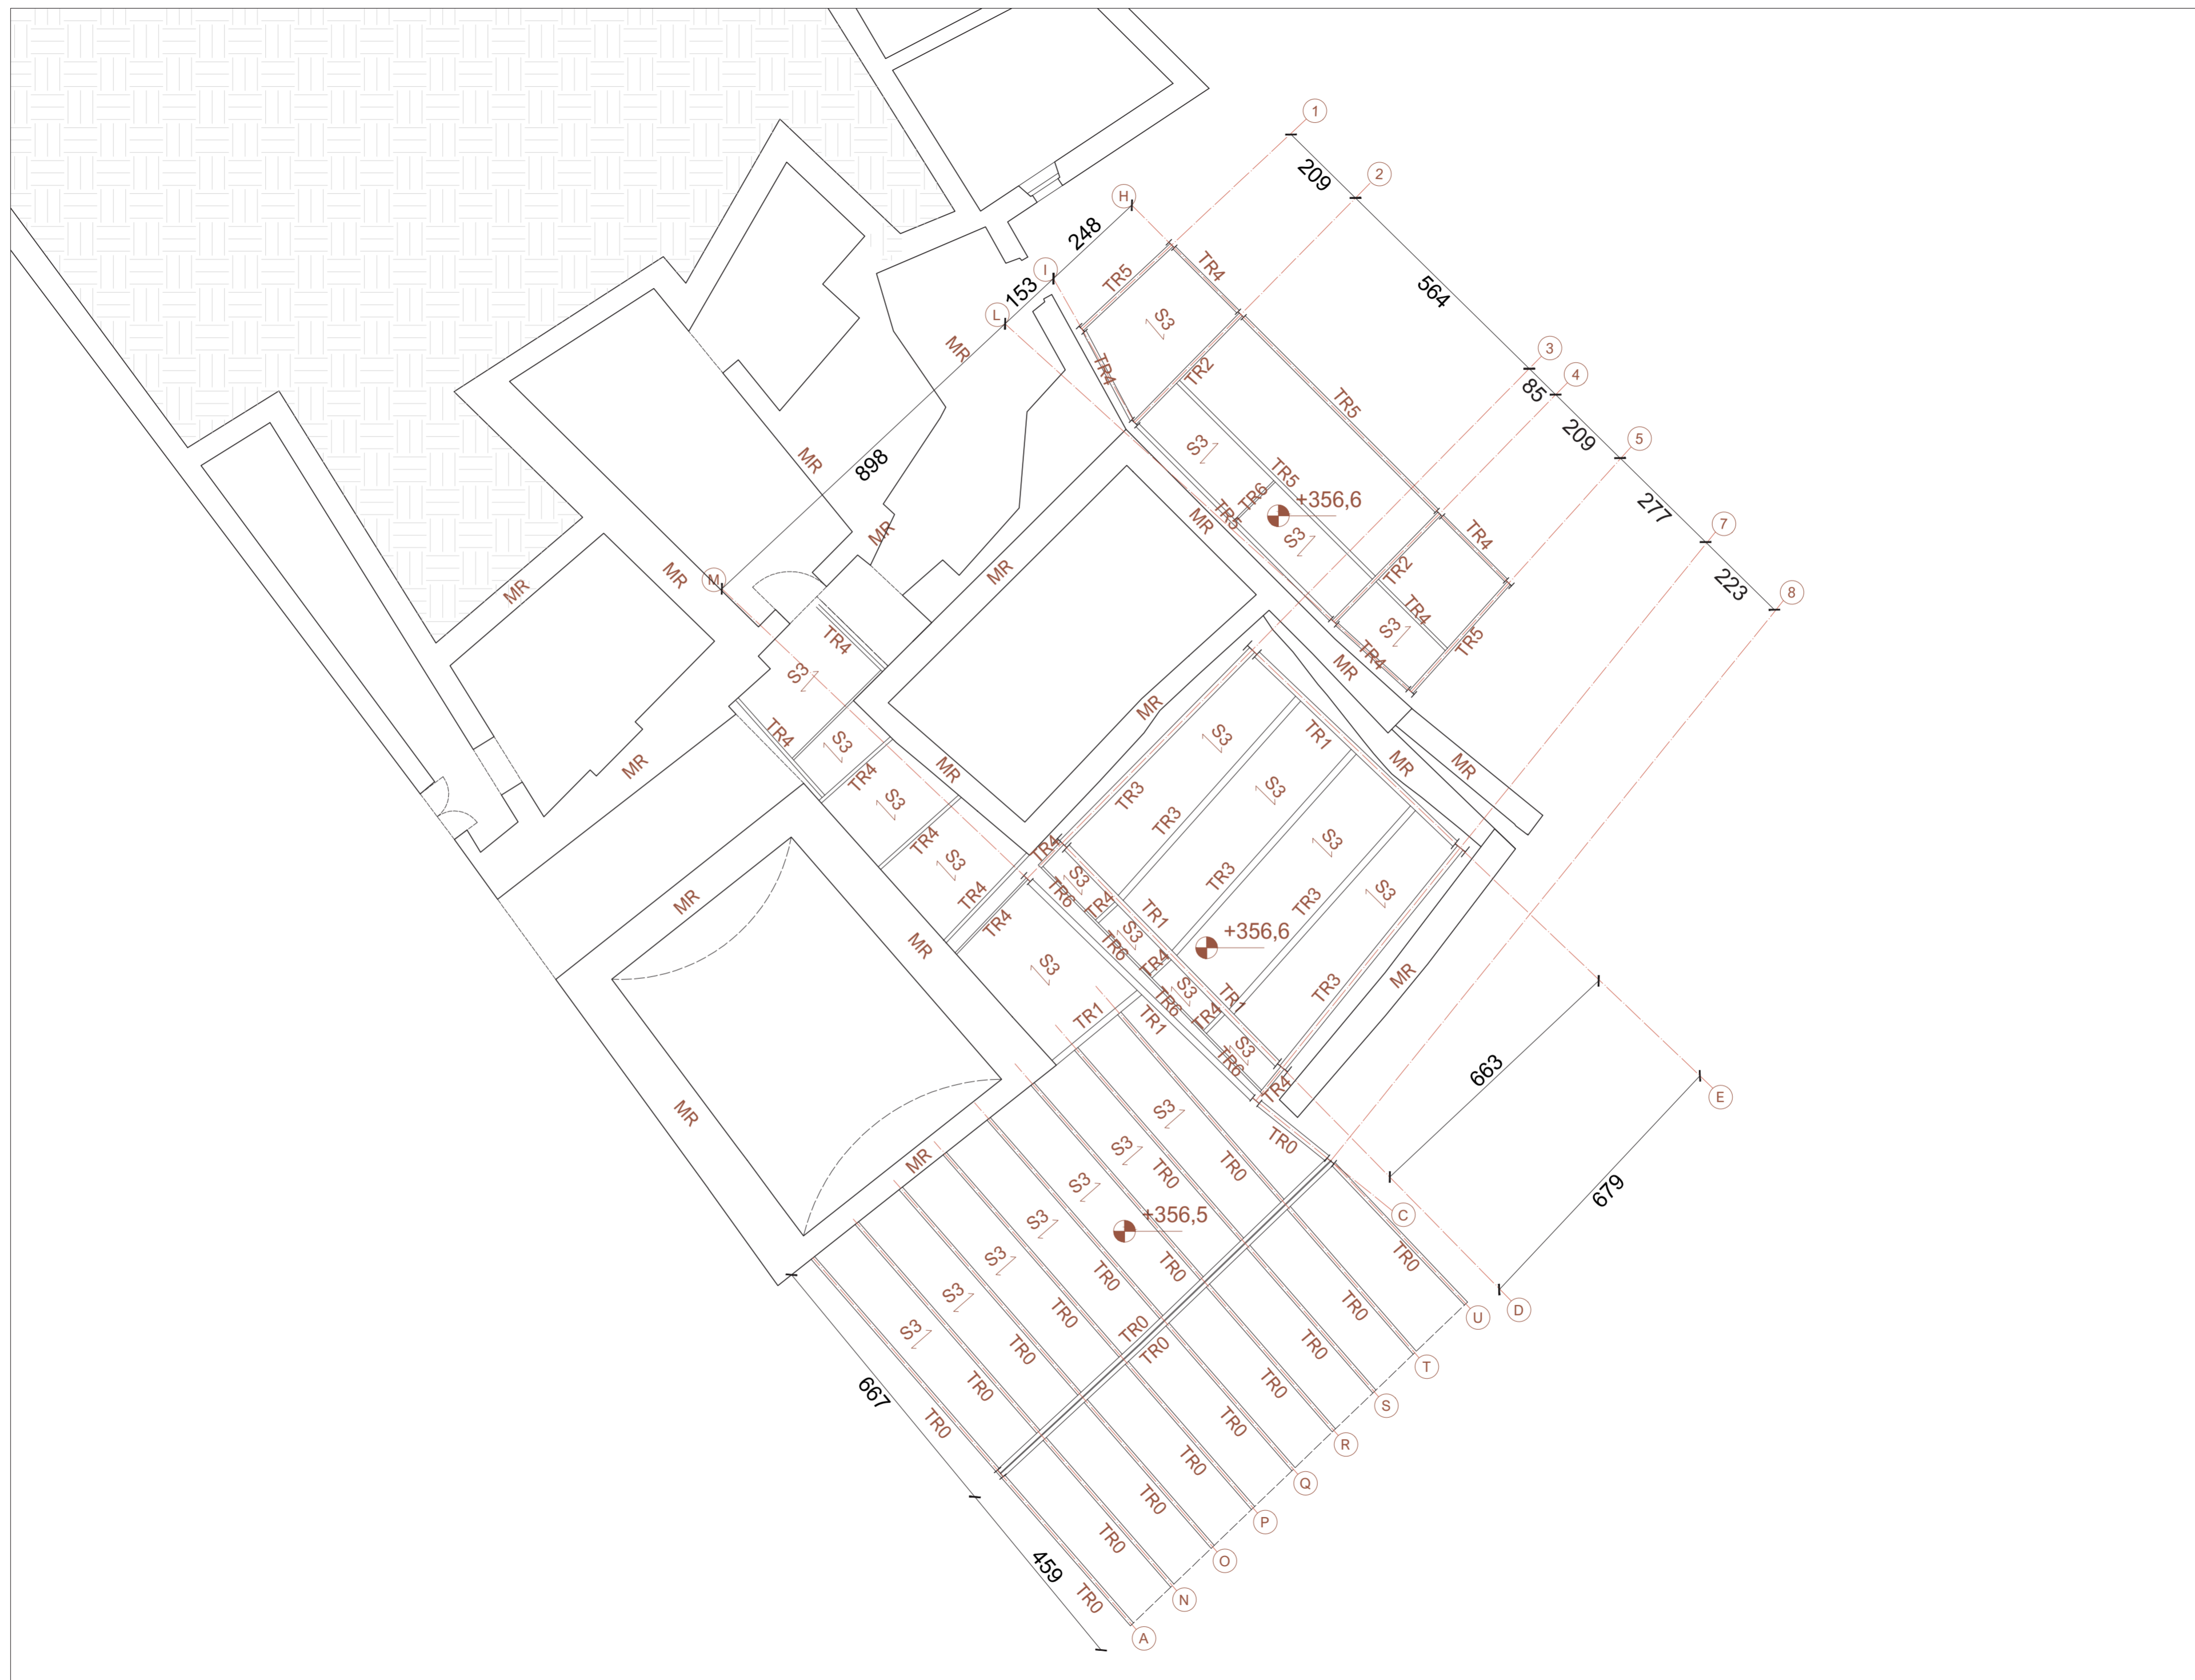 1
209
2
H
248
564
I
TR5
TR4
153
S3
L
MR
3
4
85
TR4
TR2
TR5
209
5
898
MR
S3
TR5
277
TR6
+356,6
7
TR5
MR
S3
TR4
MR
223
8
M
MR
MR
MR
TR2
TR4
S3
TR5
TR4
TR4
S3
MR
MR
S3
TR4
S3
TR1
MR
MR
MR
TR4
MR
S3
TR3
TR3
S3
S3
TR4
S3
TR4
S3
TR3
S3
MR
TR4
TR6
TR4
TR3
TR1
S3
TR4
MR
TR6
+356,6
S3
TR4
S3
TR6
TR1
TR3
MR
TR1
TR1
TR4
S3
TR6
TR4
663
E
MR
S3
S3
TR0
MR
TR0
TR0
S3
679
+356,5
C
S3
TR0
TR0
TR0
S3
TR0
S3
TR0
TR0
D
U
S3
TR0
TR0
TR0
TR0
TR0
T
667
TR0
TR0
S
TR0
TR0
R
TR0
Q
TR0
P
TR0
O
459
TR0
N
A